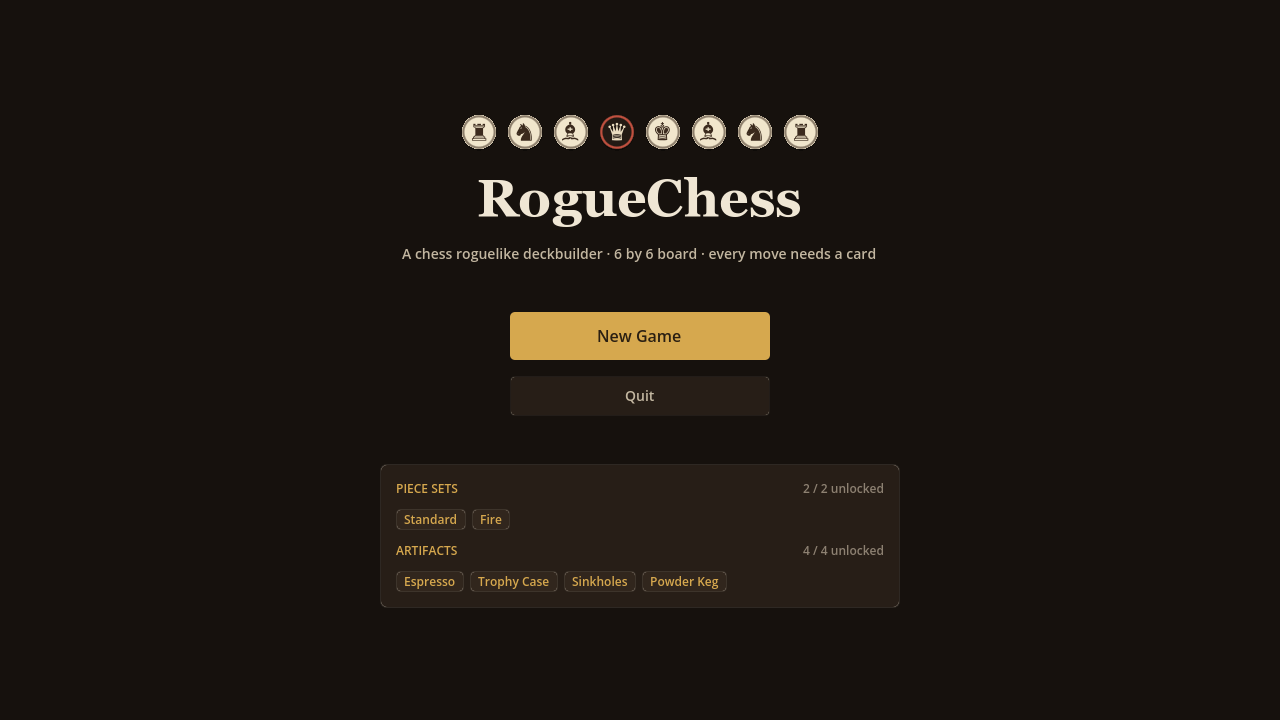 RogueChess
A chess roguelike deckbuilder · 6 by 6 board · every move needs a card
New Game
Quit
PIECE SETS 2 / 2 unlocked
Standard Fire
ARTIFACTS 4 / 4 unlocked
Espresso Trophy Case Sinkholes Powder Keg